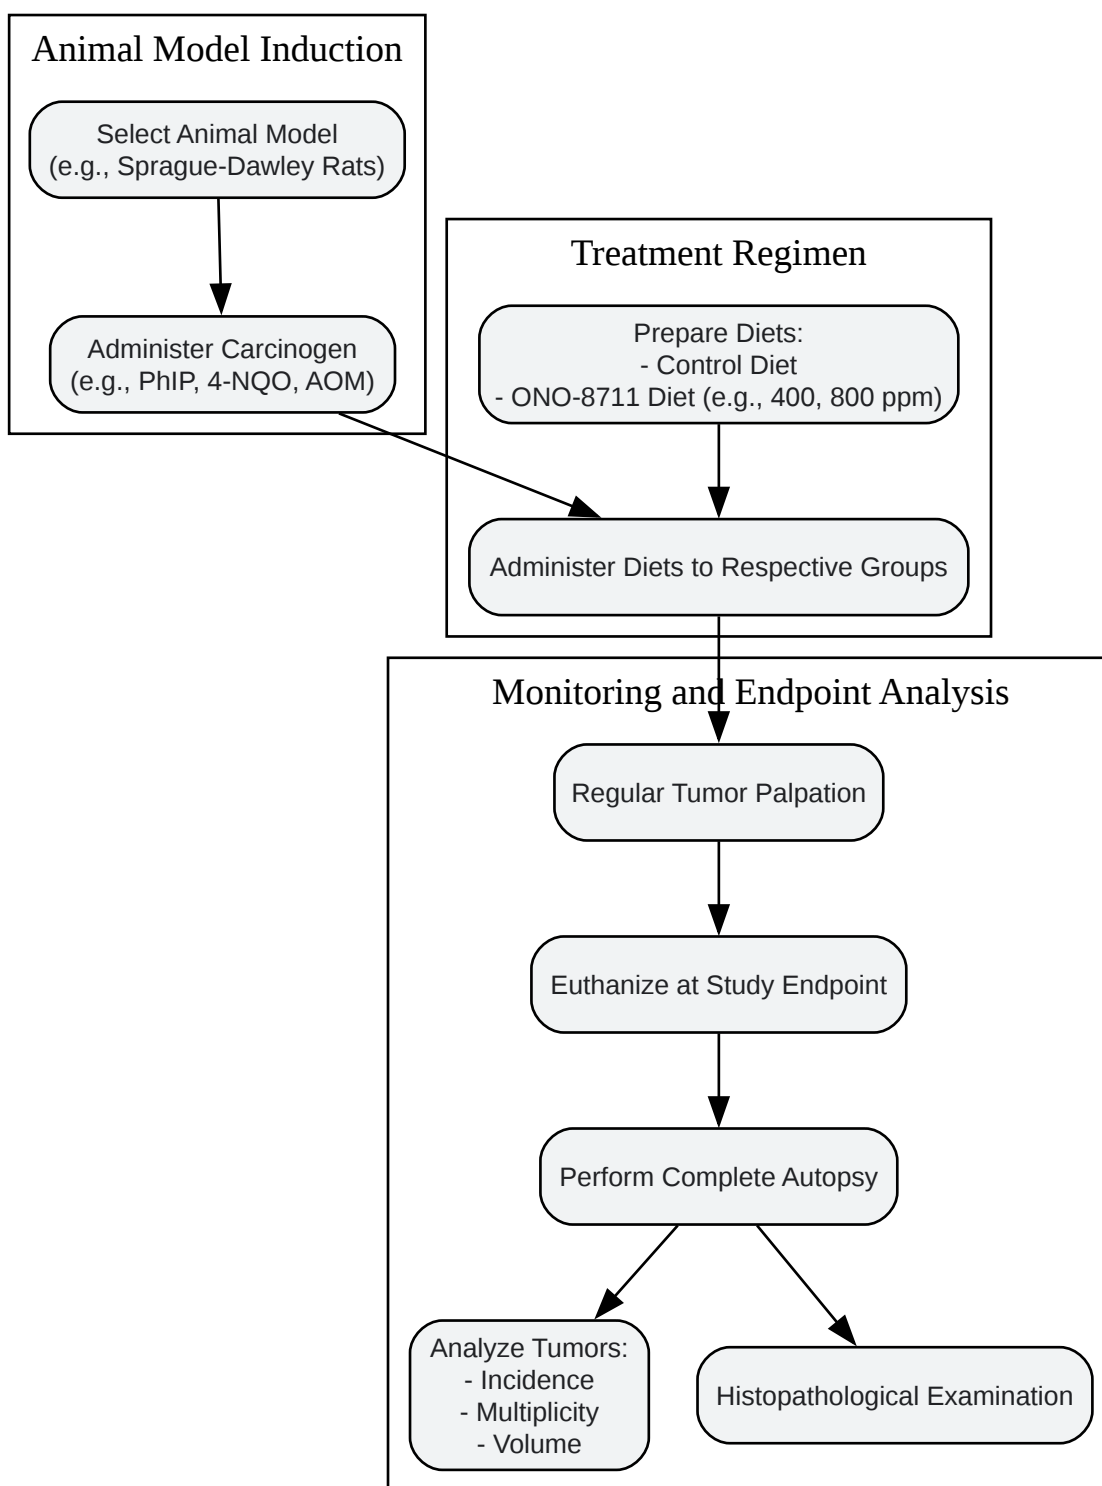 Animal Model Induction
Select Animal Model
(e.g., Sprague-Dawley Rats)
Administer Carcinogen
(e.g., PhIP, 4-NQO, AOM)
Treatment Regimen
Prepare Diets:
- Control Diet
- ONO-8711 Diet (e.g., 400, 800 ppm)
Administer Diets to Respective Groups
Monitoring and Endpoint Analysis
Regular Tumor Palpation
Euthanize at Study Endpoint
Perform Complete Autopsy
Analyze Tumors:
- Incidence
- Multiplicity
- Volume
Histopathological Examination